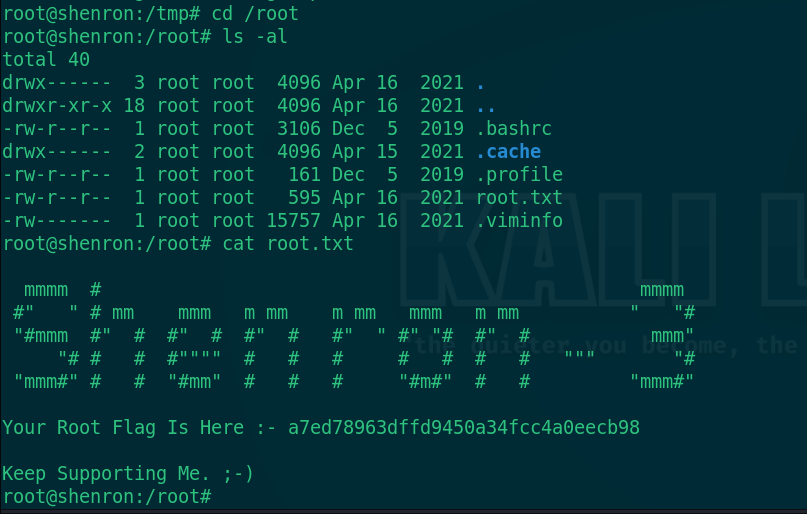 root@shenron:/tmp# cd /root
root@shenron:/root# ls -al
total 40
drwx------  3 root root  4096 Apr 16  2021 .
drwxr-xr-x 18 root root  4096 Apr 16  2021 ..
-rw-r--r--  1 root root  3106 Dec  5  2019 .bashrc
drwx------  2 root root  4096 Apr 15  2021 .cache
-rw-r--r--  1 root root   161 Dec  5  2019 .profile
-rw-r--r--  1 root root   595 Apr 16  2021 root.txt
-rw-------  1 root root 15757 Apr 16  2021 .viminfo
root@shenron:/root# cat root.txt
KALI L
  mmmm  #                                                 mmmm
 #"   " # mm    mmm   m mm    m mm   mmm   m mm          "   "#
 "#mmm  #"  #  #"  #  #"  #   #"  " #" "#  #"  #           mmm"
     "# #   #  #""""  #   #   #     #   #  #   #   """       "#
 "mmm#" #   #  "#mm"  #   #   #     "#m#"  #   #         "mmm#"
"the quieter you become, the
Your Root Flag Is Here :- a7ed78963dffd9450a34fcc4a0eecb98
Keep Supporting Me. ;-)
root@shenron:/root#